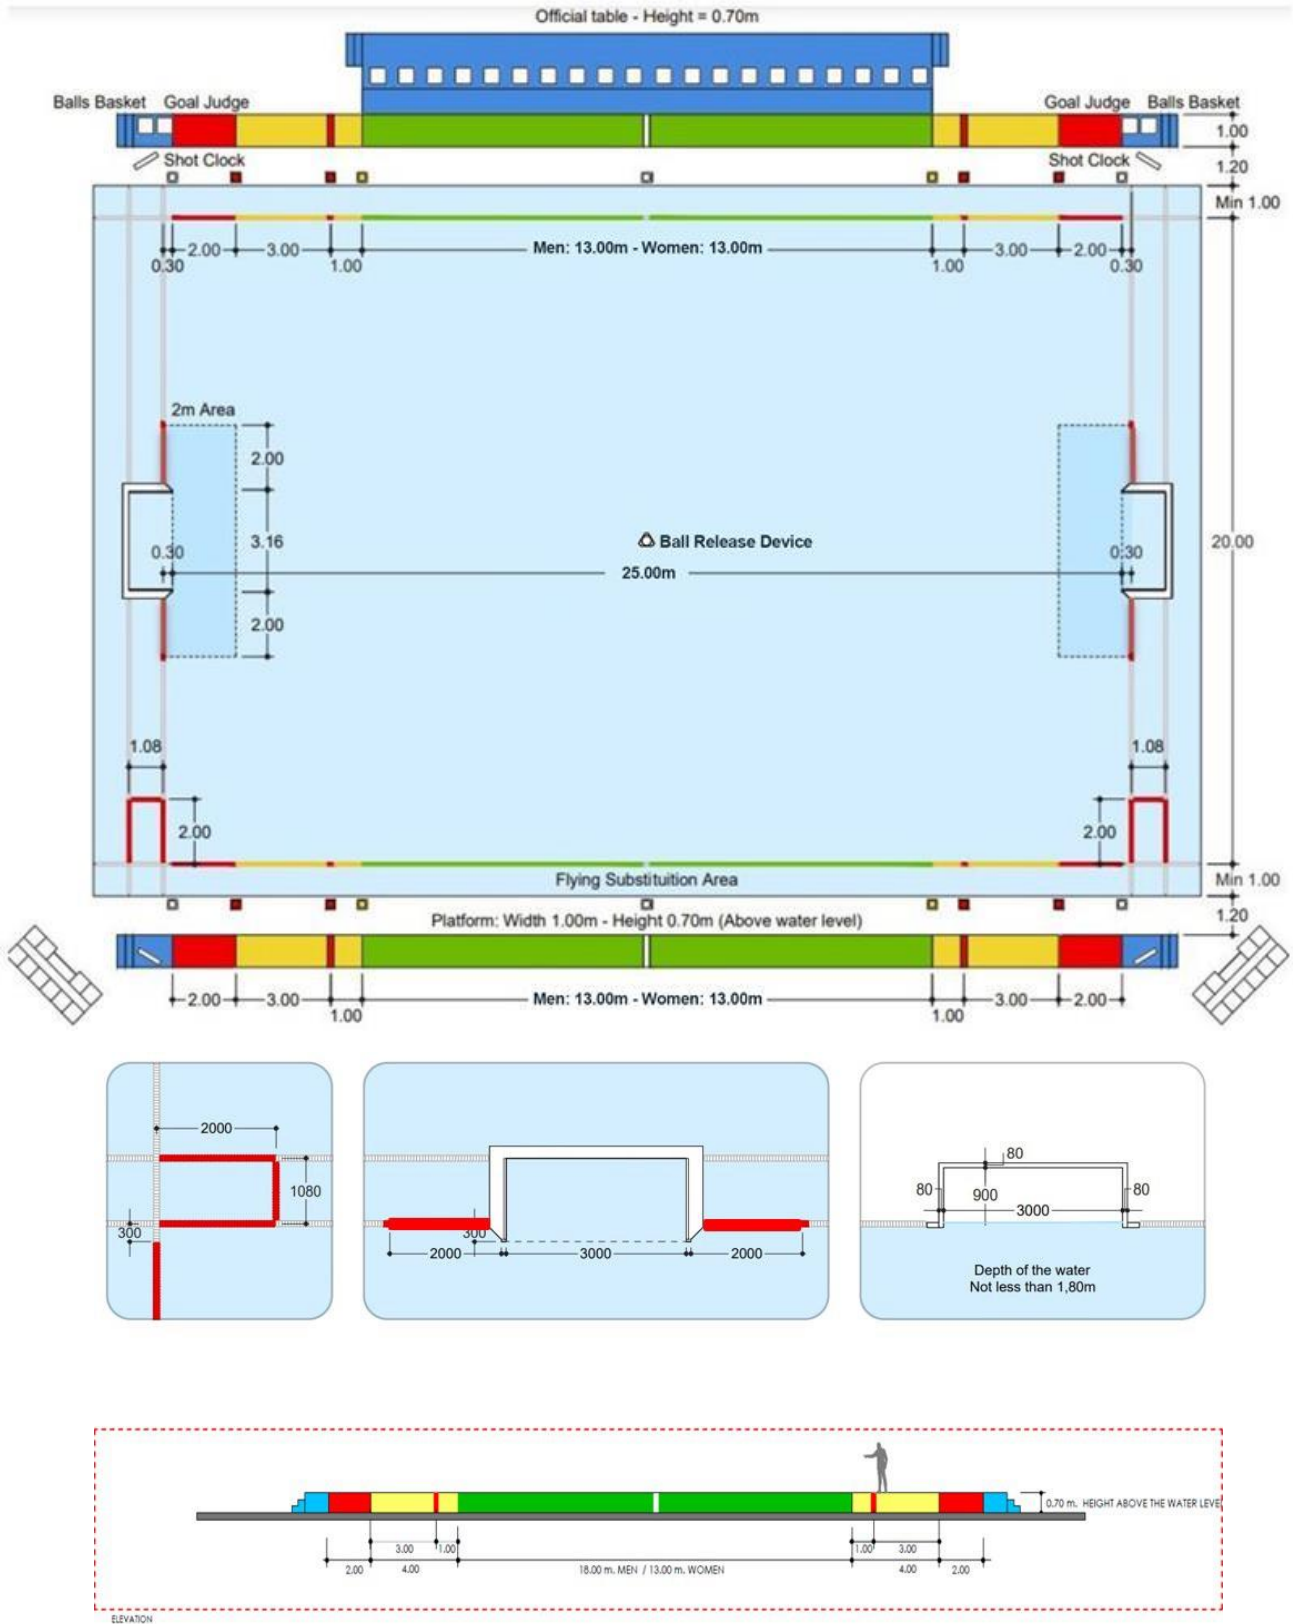 Official table - Height = 0.70m
Balls Basket Goal Judge Goal Judge Balls Basket
1.00
Shot Clock Shot Clock 1.20
Min 1.00
2.00 3.00 Men: 13.00m - Women: 13.00m 3.00 2.00
0.30 1.00 1.00 0.30
2m Area
2.00
3.16 Ball Release Device 20.00
0.30 0.30
25.00m
2.00
1.08 1.08
2.00 2.00
Flying Substituition Area Min 1.00
Platform: Width 1.00m - Height 0.70m (Above water level) 1.20
2.00 3.00 Men: 13.00m - Women: 13.00m 3.00 2.00
1.00 1.00
2000
1080
300
300
2000 3000 2000
80
80 900 80
3000
Depth of the water
Not less than 1,80m
0.70 m. HEIGHT ABOVE THE WATER LEVE
3.00 1.00 1.00 3.00
2.00 4.00 18.00 m. MEN / 13.00 m. WOMEN 4.00 2.00
ELEVATION